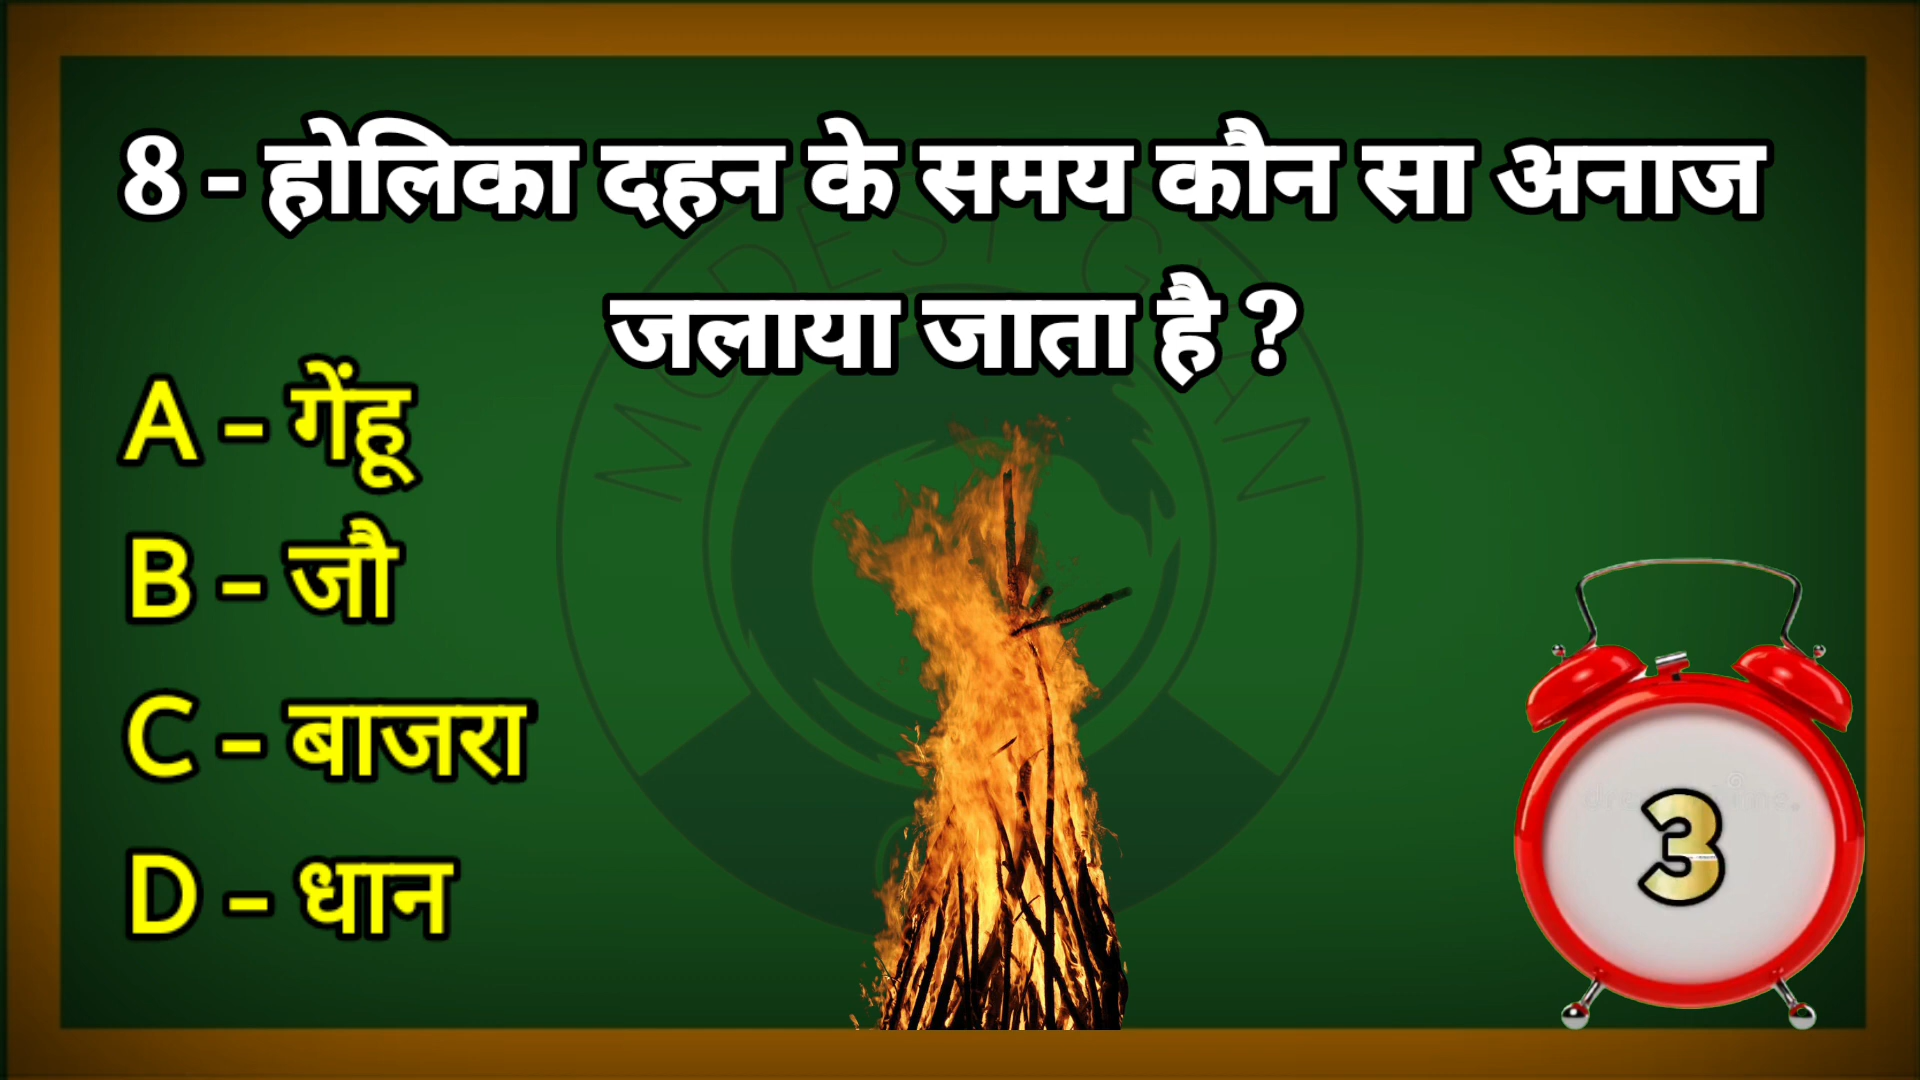 8 - होलिका दहन के समय कौन सा अनाज
जलाया जाता है ?
A - गेंहू
B - जौ
C - बाजरा
D - धान
3